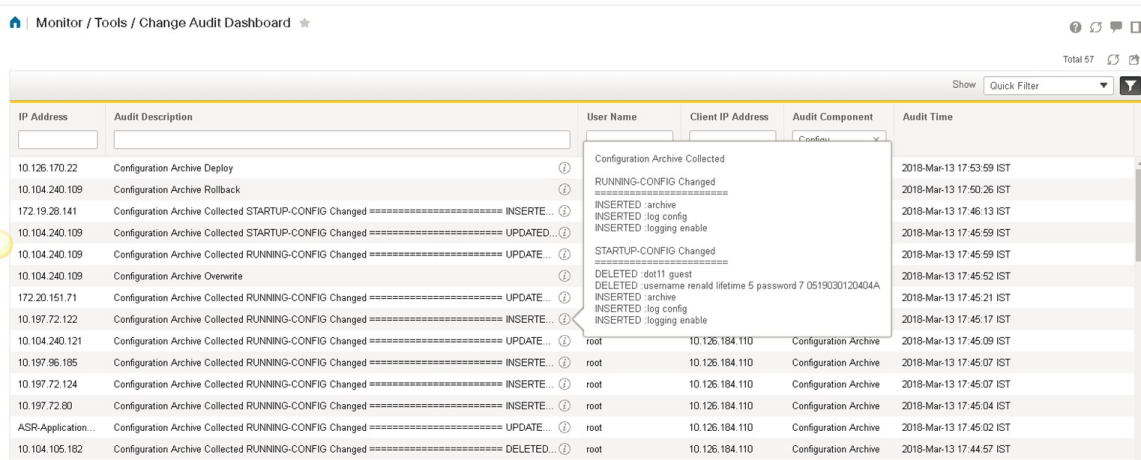 Monitor / Tools / Change Audit Dashboard
Total 57
Show Quick Filter
IP Address Audit Description User Name Client IP Address Audit Component Audit Time
Configu... ×
10.126.170.22 Configuration Archive Deploy 2018-Mar-13 17:53:59 IST
10.104.240.109 Configuration Archive Rollback 2018-Mar-13 17:50:26 IST
172.19.28.141 Configuration Archive Collected STARTUP-CONFIG Changed ======================= INSERTE... 2018-Mar-13 17:46:13 IST
10.104.240.109 Configuration Archive Collected STARTUP-CONFIG Changed ======================= UPDATED... 2018-Mar-13 17:45:59 IST
10.104.240.109 Configuration Archive Collected RUNNING-CONFIG Changed ======================= UPDATE... 2018-Mar-13 17:45:59 IST
10.104.240.109 Configuration Archive Overwrite 2018-Mar-13 17:45:52 IST
172.20.151.71 Configuration Archive Collected RUNNING-CONFIG Changed ======================= UPDATE... 2018-Mar-13 17:45:21 IST
10.197.72.122 Configuration Archive Collected RUNNING-CONFIG Changed ======================= INSERTE... 2018-Mar-13 17:45:17 IST
Configuration Archive Collected
RUNNING-CONFIG Changed
=======================
INSERTED :archive
INSERTED :log config
INSERTED :logging enable
STARTUP-CONFIG Changed
=======================
DELETED :dot11 guest
DELETED :username renald lifetime 5 password 7 0519030120404A
INSERTED :archive
INSERTED :log config
INSERTED :logging enable
10.104.240.121 Configuration Archive Collected RUNNING-CONFIG Changed ======================= UPDATE... root 10.126.184.110 Configuration Archive 2018-Mar-13 17:45:09 IST
10.197.96.185 Configuration Archive Collected RUNNING-CONFIG Changed ======================= INSERTE... root 10.126.184.110 Configuration Archive 2018-Mar-13 17:45:07 IST
10.197.72.124 Configuration Archive Collected RUNNING-CONFIG Changed ======================= INSERTE... root 10.126.184.110 Configuration Archive 2018-Mar-13 17:45:07 IST
10.197.72.80 Configuration Archive Collected RUNNING-CONFIG Changed ======================= INSERTE... root 10.126.184.110 Configuration Archive 2018-Mar-13 17:45:04 IST
ASR-Application... Configuration Archive Collected RUNNING-CONFIG Changed ======================= UPDATE... root 10.126.184.110 Configuration Archive 2018-Mar-13 17:45:02 IST
10.104.105.182 Configuration Archive Collected RUNNING-CONFIG Changed ======================= DELETED... root 10.126.184.110 Configuration Archive 2018-Mar-13 17:44:57 IST